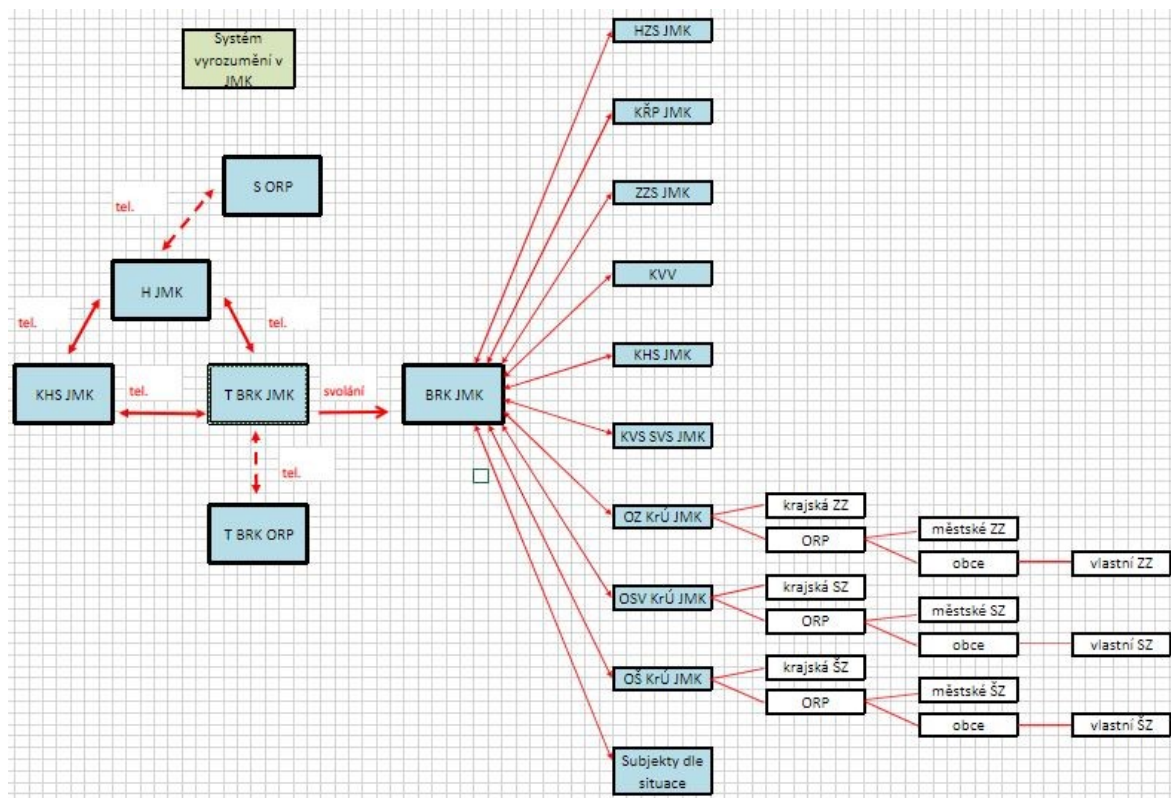 Systém
vyrozumění v
JMK
S ORP
tel.
H JMK
tel.
tel.
KHS JMK
tel.
T BRK JMK
svolání
BRK JMK
tel.
T BRK ORP
HZS JMK
KŘP JMK
ZZS JMK
KVV
KHS JMK
KVS SVS JMK
OZ KrÚ JMK
krajská ZZ
ORP
městské ZZ
obce
vlastní ZZ
OSV KrÚ JMK
krajská SZ
ORP
městské SZ
obce
vlastní SZ
OŠ KrÚ JMK
krajská ŠZ
ORP
městské ŠZ
obce
vlastní ŠZ
Subjekty dle
situace